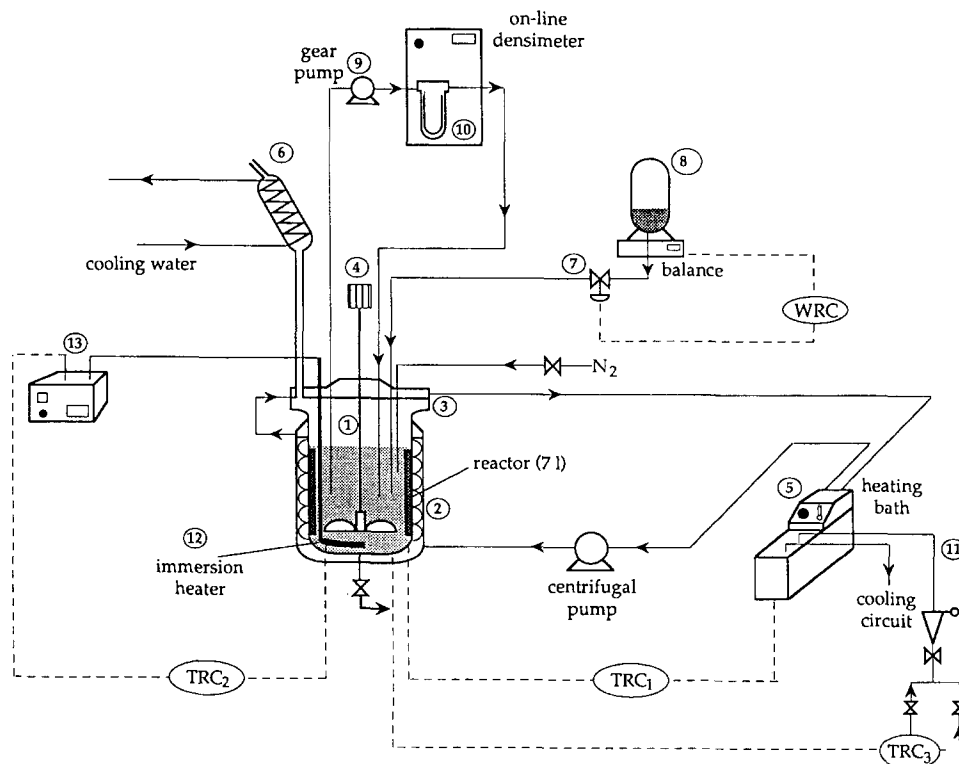 on-line
densimeter
gear
pump
9
10
6
8
cooling water
4
7
balance
WRC
13
N2
3
1
reactor (7 l)
5
heating
bath
2
12
immersion
heater
centrifugal
pump
cooling
circuit
11
TRC2
TRC1
TRC3